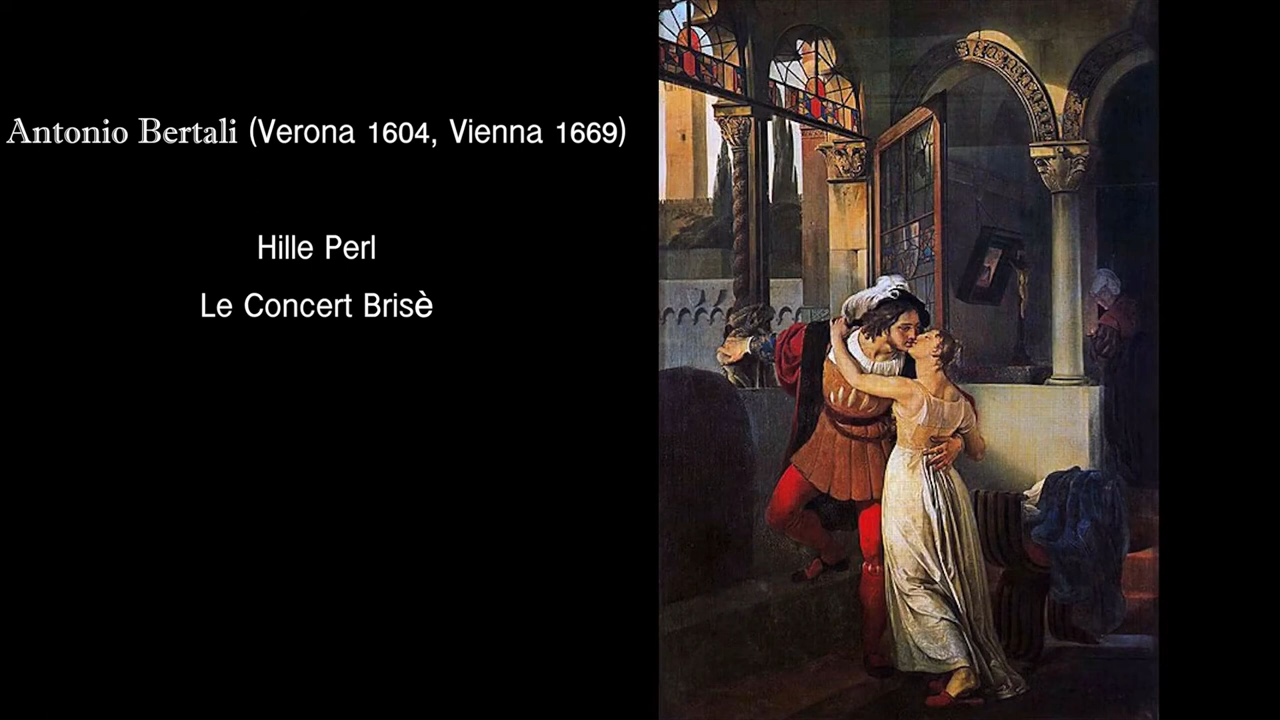 Antonio Bertali (Verona 1604, Vienna 1669)
Hille Perl
Le Concert Brisè